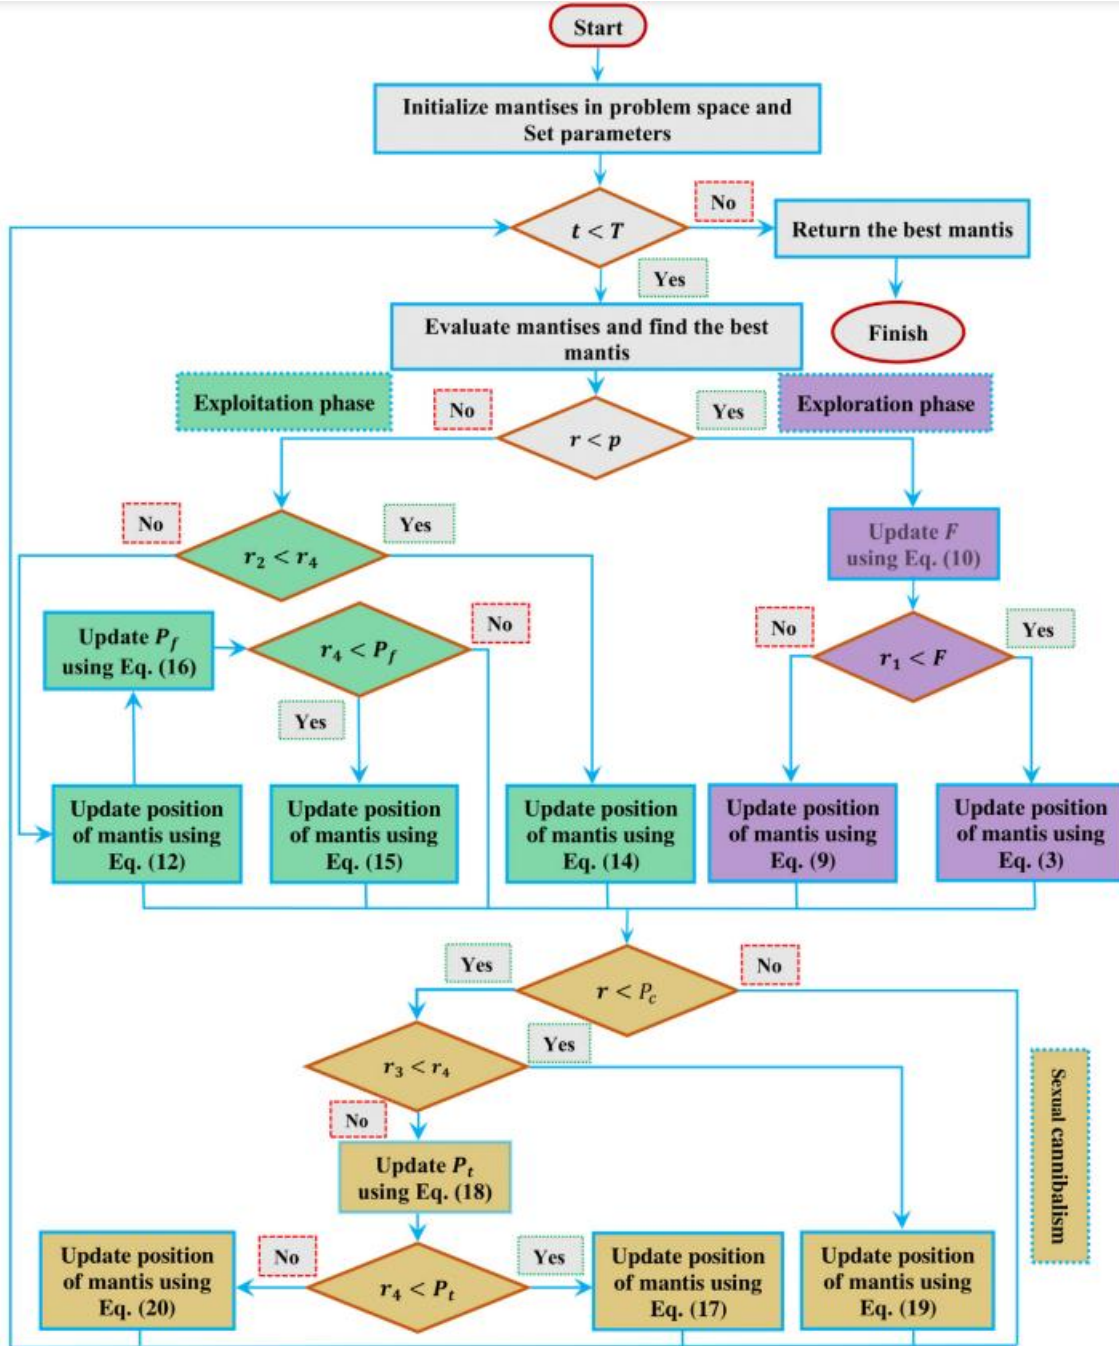 Start
Initialize mantises in problem space and
Set parameters
No
t < T
Return the best mantis
Yes
Evaluate mantises and find the best
mantis
Finish
Exploitation phase
No
Yes
Exploration phase
r < p
No
Yes
r₂ < r₄
Update F
using Eq. (10)
Update P_f
using Eq. (16)
r₄ < P_f
No
No
Yes
r₁ < F
Yes
Update position
of mantis using
Eq. (12)
Update position
of mantis using
Eq. (15)
Update position
of mantis using
Eq. (14)
Update position
of mantis using
Eq. (9)
Update position
of mantis using
Eq. (3)
Yes
No
r < P_c
Yes
r₃ < r₄
No
Sexual cannibalism
Update P_t
using Eq. (18)
No
Yes
r₄ < P_t
Update position
of mantis using
Eq. (20)
Update position
of mantis using
Eq. (17)
Update position
of mantis using
Eq. (19)